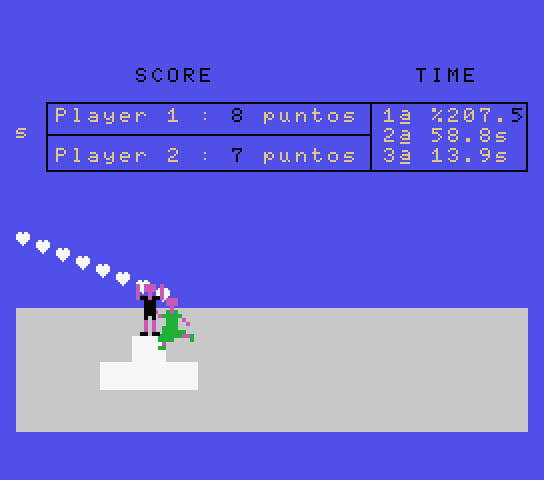 SCORE TIME
Player 1 : 8 puntos 1ª %207.5
s 2ª 58.8s
Player 2 : 7 puntos 3ª 13.9s